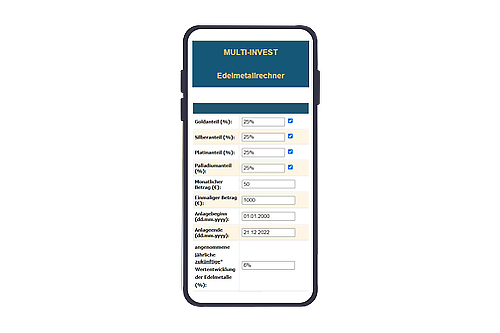 MULTI-INVEST
Edelmetallrechner
Goldanteil (%): 25%
Silberanteil (%): 25%
Platinanteil (%): 25%
Palladiumanteil
(%): 25%
Monatlicher
Betrag (€): 50
Einmaliger Betrag
(€): 1000
Anlagebeginn
(dd.mm.yyyy): 01.01.2000
Anlageende
(dd.mm.yyyy): 21.12.2022
angenommene
jährliche
zukünftige*
Wertentwicklung
der Edelmetalle
(%): 6%